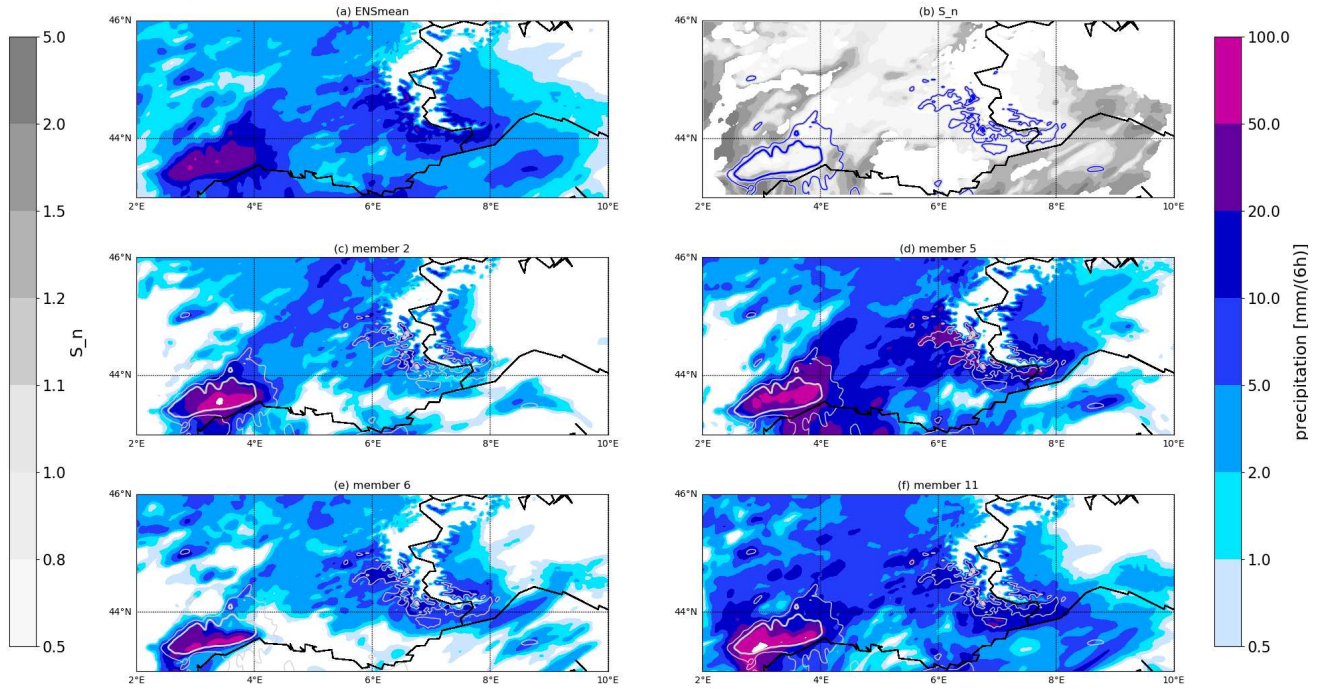 (a) ENSmean
(b) S_n
46°N
44°N
2°E
4°E
6°E
8°E
10°E
2°E
4°E
6°E
8°E
10°E
(c) member 2
(d) member 5
46°N
44°N
2°E
4°E
6°E
8°E
10°E
2°E
4°E
6°E
8°E
10°E
(e) member 6
(f) member 11
46°N
44°N
2°E
4°E
6°E
8°E
10°E
2°E
4°E
6°E
8°E
10°E
46°N
44°N
46°N
44°N
46°N
44°N
5.0
2.0
1.5
1.2
1.1
1.0
0.8
0.5
S_n
100.0
50.0
20.0
10.0
5.0
2.0
1.0
0.5
precipitation [mm/(6h)]